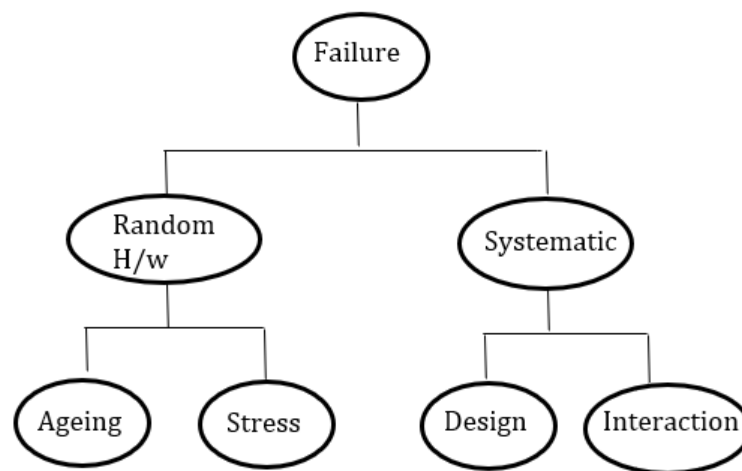 Failure
Random
H/w
Systematic
Ageing
Stress
Design
Interaction